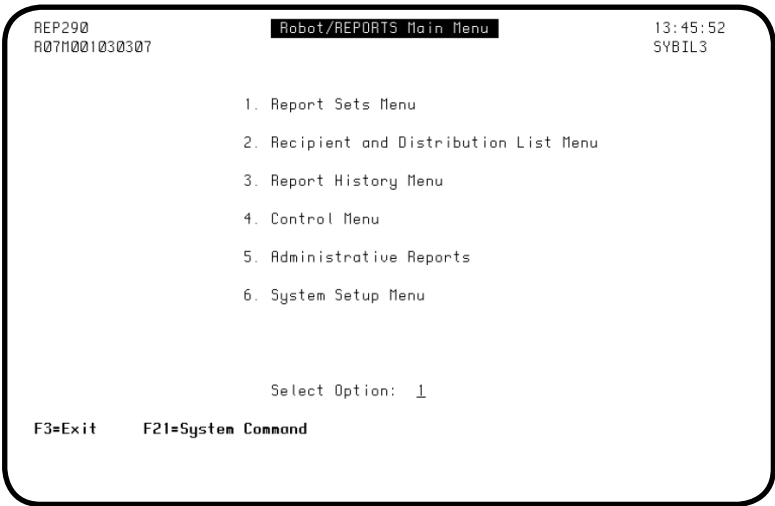 REP290 Robot/REPORTS Main Menu 13:45:52
R07M001030307 SYBIL3
1. Report Sets Menu
2. Recipient and Distribution List Menu
3. Report History Menu
4. Control Menu
5. Administrative Reports
6. System Setup Menu
Select Option: 1
F3=Exit F21=System Command